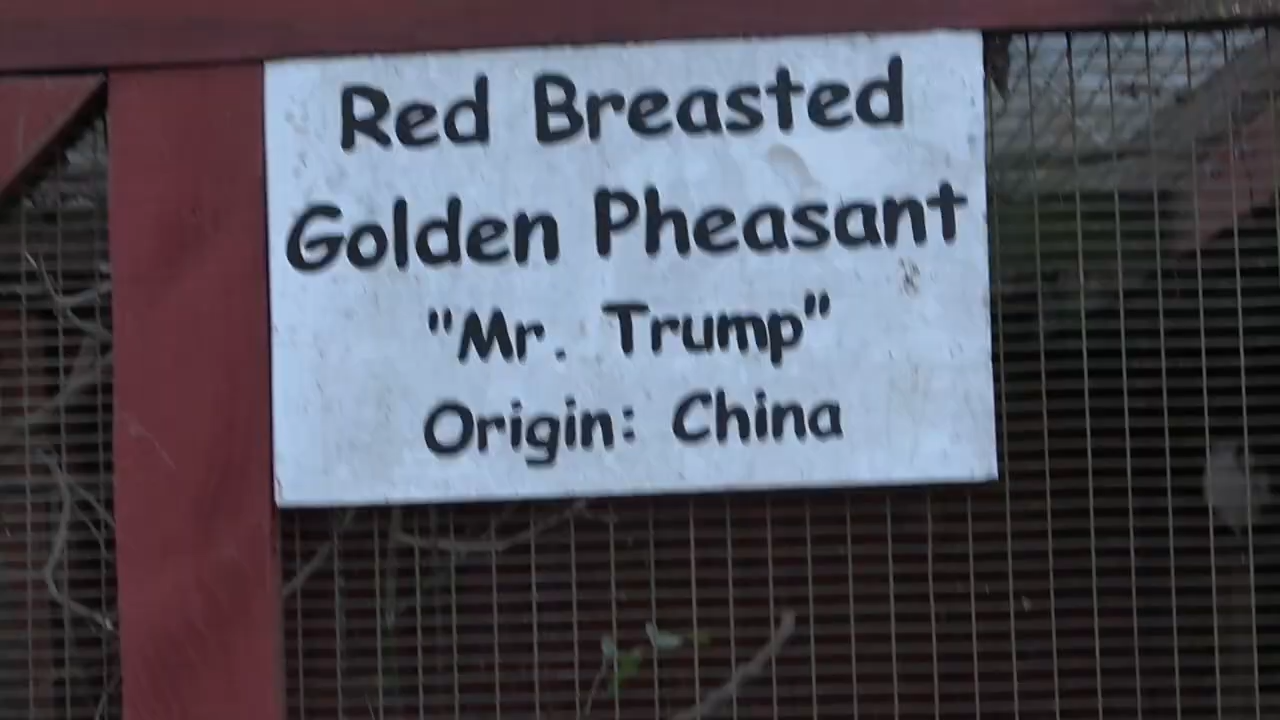 Red Breasted
Golden Pheasant
"Mr. Trump"
Origin: China